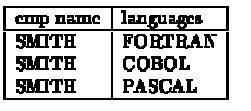 emp name languages
SMITH FORTRAN
SMITH COBOL
SMITH PASCAL